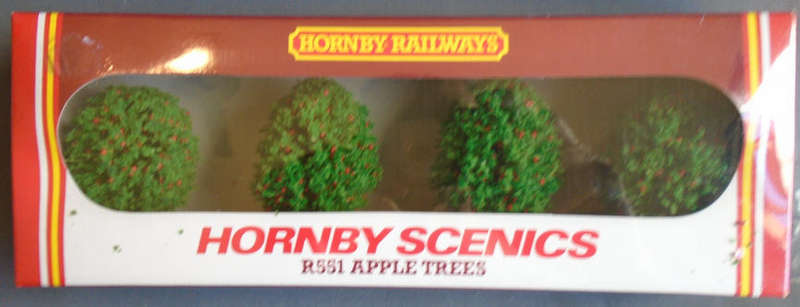 HORNBY RAILWAYS
HORNBY SCENICS
R551 APPLE TREES